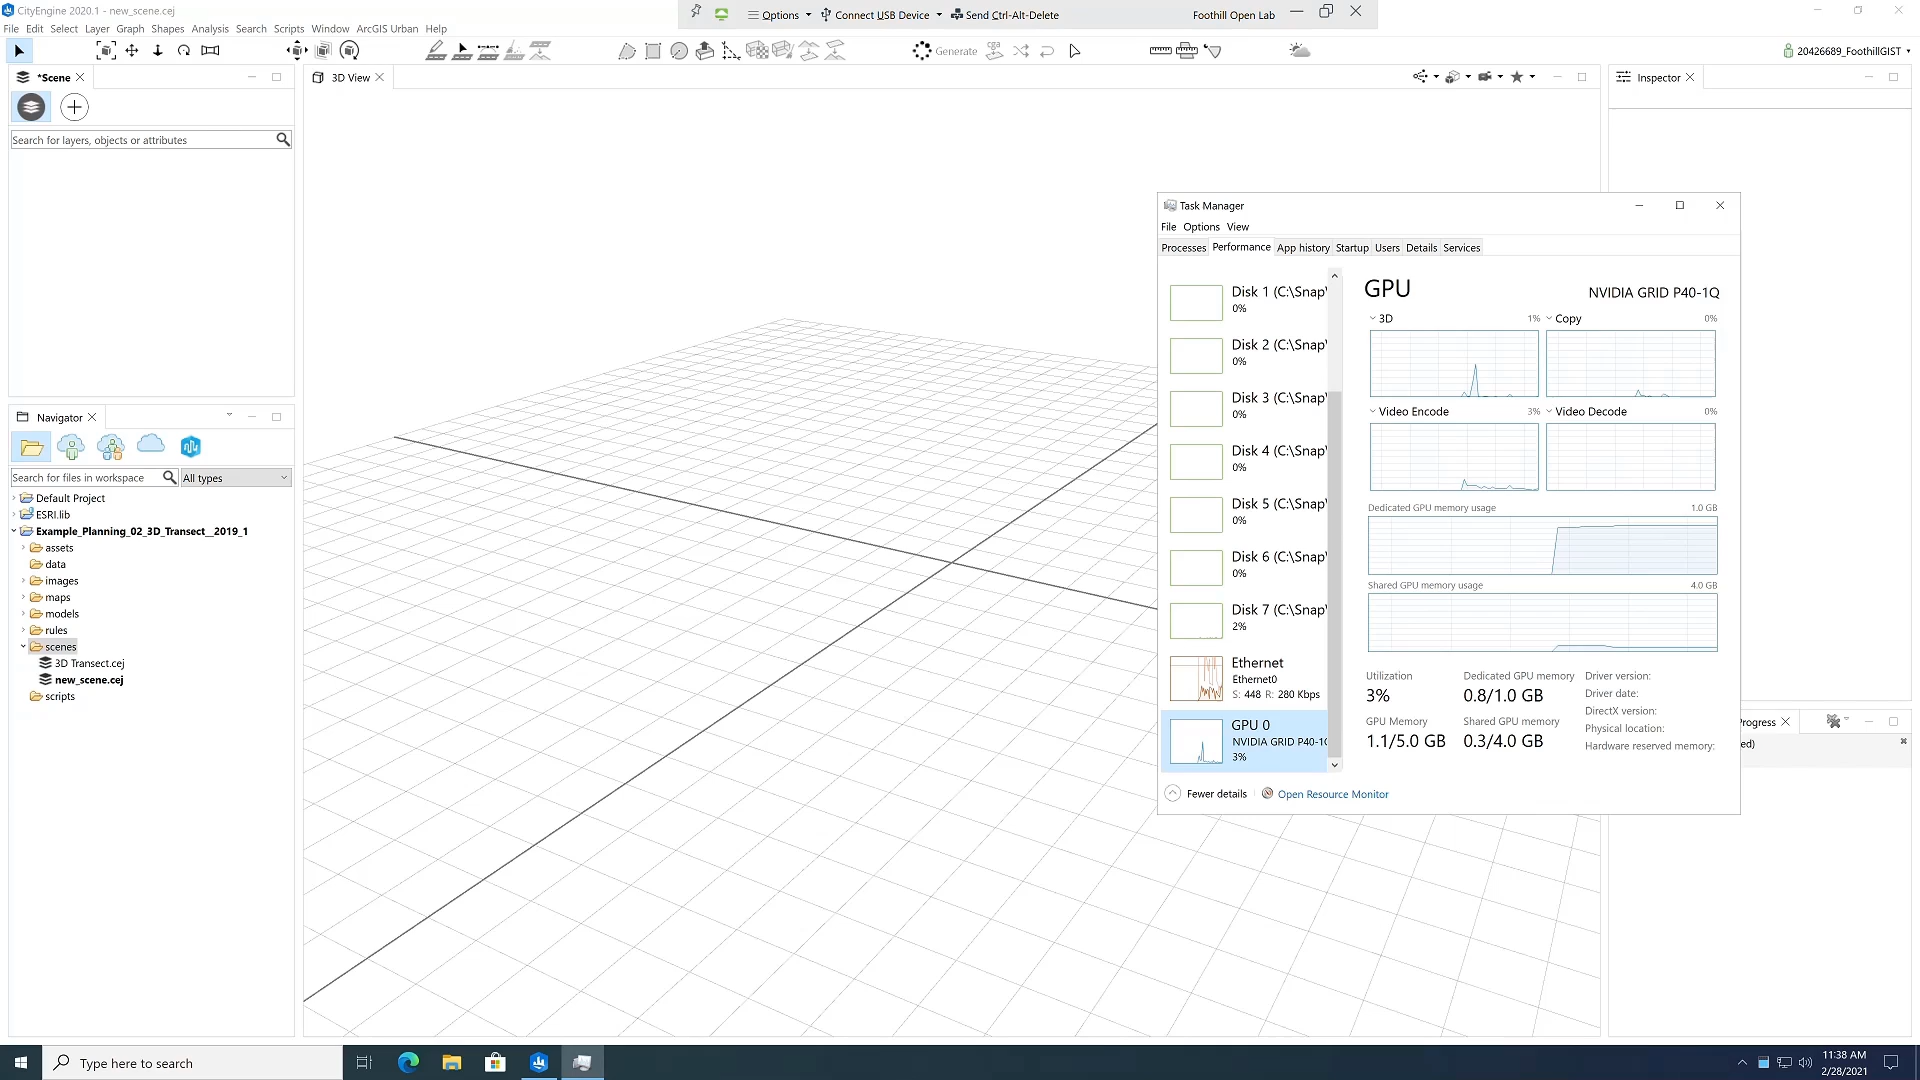 CityEngine 2020.1 - new_scene.cej
Options
Connect USB Device
Send Ctrl-Alt-Delete
Foothill Open Lab
File Edit Select Layer Graph Shapes Analysis Search Scripts Window ArcGIS Urban Help
Generate
20426689_FoothillGIST
*Scene
3D View
Inspector
Search for layers, objects or attributes
Navigator
Search for files in workspace
All types
Default Project
ESRI.lib
Example_Planning_02_3D_Transect__2019_1
assets
data
images
maps
models
rules
scenes
3D Transect.cej
new_scene.cej
scripts
Task Manager
File Options View
Processes Performance App history Startup Users Details Services
Disk 1 (C:\Snap\
0%
Disk 2 (C:\Snap\
0%
Disk 3 (C:\Snap\
0%
Disk 4 (C:\Snap\
0%
Disk 5 (C:\Snap\
0%
Disk 6 (C:\Snap\
0%
Disk 7 (C:\Snap\
2%
Ethernet
Ethernet0
S: 448 R: 280 Kbps
GPU 0
NVIDIA GRID P40-1Q
3%
GPU
NVIDIA GRID P40-1Q
3D 1% Copy 0%
Video Encode 3% Video Decode 0%
Dedicated GPU memory usage 1.0 GB
Shared GPU memory usage 4.0 GB
Utilization
3%
Dedicated GPU memory
0.8/1.0 GB
GPU Memory
1.1/5.0 GB
Shared GPU memory
0.3/4.0 GB
Driver version:
Driver date:
DirectX version:
Physical location:
Hardware reserved memory:
Fewer details
Open Resource Monitor
Progress
ed)
Type here to search
11:38 AM
2/28/2021